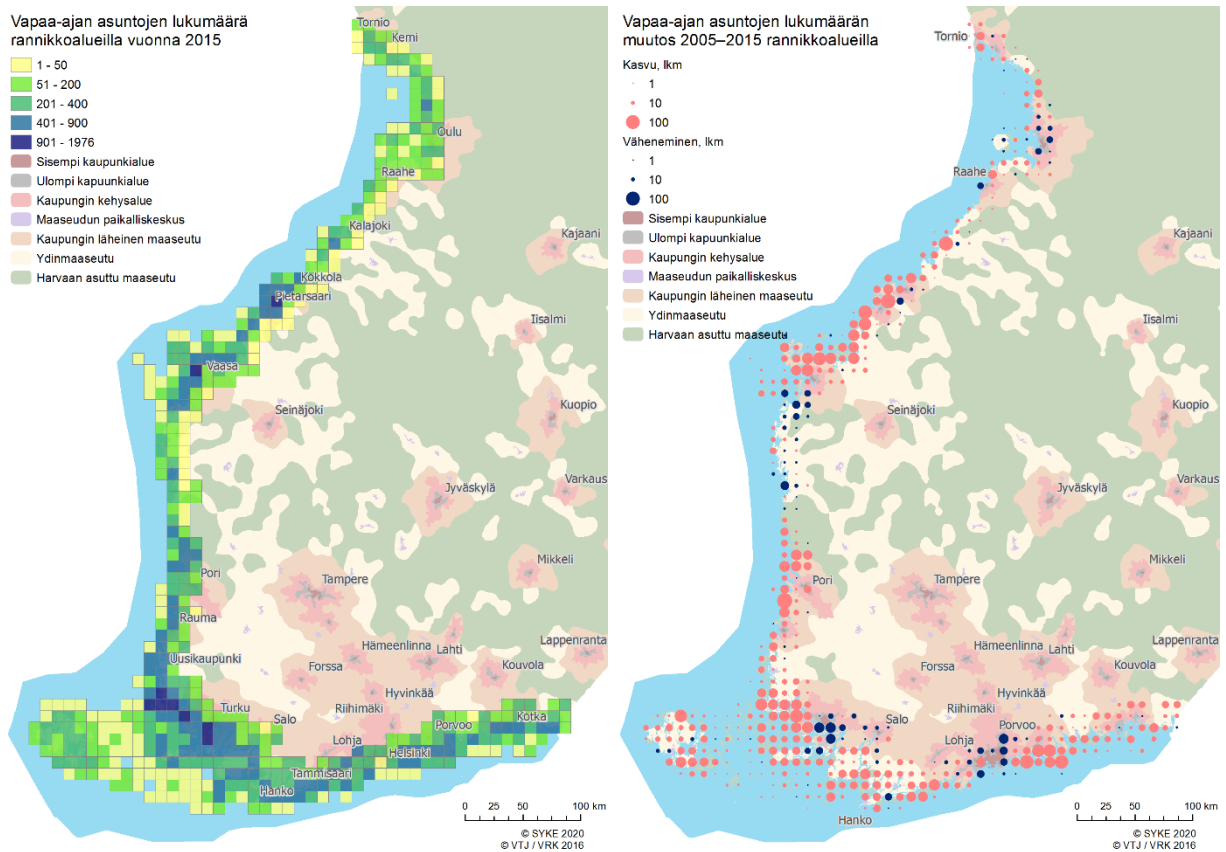 Vapaa-ajan asuntojen lukumäärä
rannikkoalueilla vuonna 2015
1 - 50
51 - 200
201 - 400
401 - 900
901 - 1976
Sisempi kaupunkialue
Ulompi kapuunkialue
Kaupungin kehysalue
Maaseudun paikalliskeskus
Kaupungin läheinen maaseutu
Ydinmaaseutu
Harvaan asuttu maaseutu
Tornio
Kemi
Oulu
Raahe
Kalajoki
Kokkola
Pietarsaari
Vaasa
Seinäjoki
Kajaani
Iisalmi
Kuopio
Jyväskylä
Varkaus
Mikkeli
Pori
Tampere
Rauma
Hämeenlinna
Lahti
Lappenranta
Uusikaupunki
Forssa
Kouvola
Hyvinkää
Turku
Salo
Riihimäki
Porvoo
Kotka
Lohja
Helsinki
Tammisaari
Hanko
0 25 50 100 km
© SYKE 2020
© VTJ / VRK 2016
Vapaa-ajan asuntojen lukumäärän
muutos 2005–2015 rannikkoalueilla
Kasvu, lkm
1
10
100
Väheneminen, lkm
1
10
100
Sisempi kaupunkialue
Ulompi kapuunkialue
Kaupungin kehysalue
Maaseudun paikalliskeskus
Kaupungin läheinen maaseutu
Ydinmaaseutu
Harvaan asuttu maaseutu
Tornio
Raahe
Kajaani
Iisalmi
Kuopio
Seinäjoki
Jyväskylä
Varkaus
Mikkeli
Pori
Tampere
Hämeenlinna
Lahti
Lappenranta
Forssa
Kouvola
Hyvinkää
Salo
Riihimäki
Porvoo
Lohja
Hanko
0 25 50 100 km
© SYKE 2020
© VTJ / VRK 2016